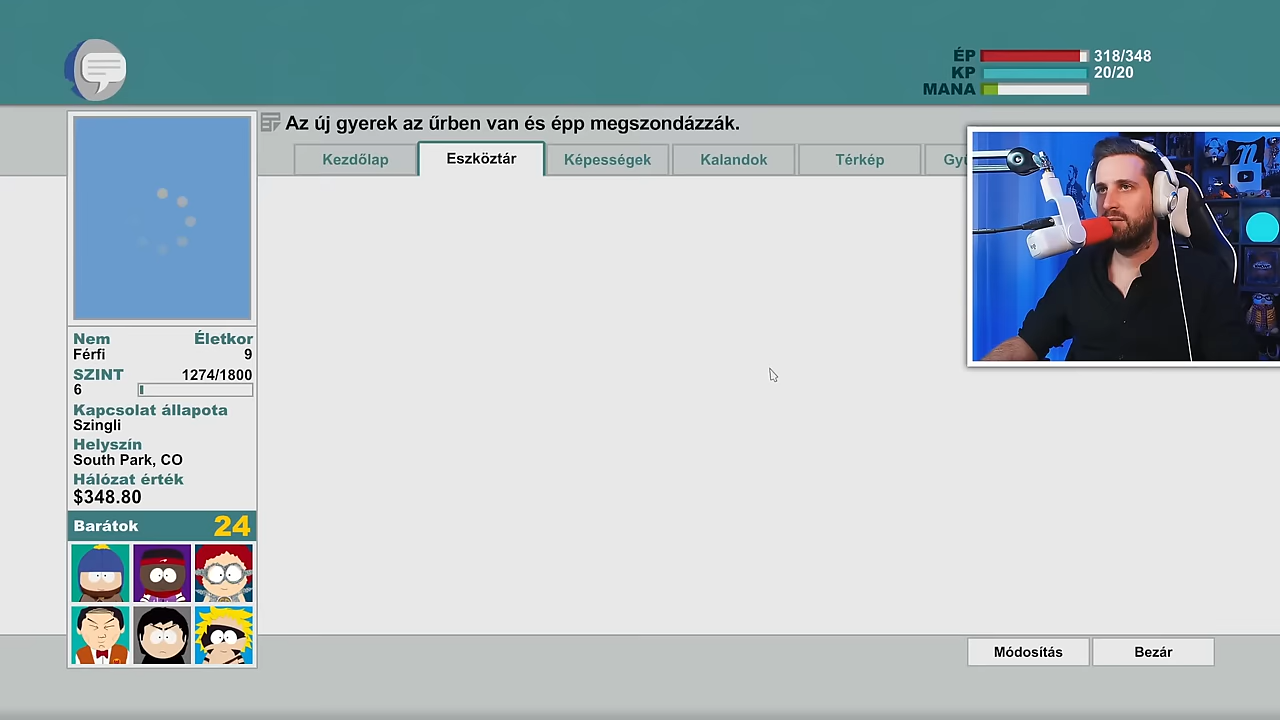 ÉP 318/348
KP 20/20
MANA
Az új gyerek az űrben van és épp megszondázzák.
Kezdőlap Eszköztár Képességek Kalandok Térkép
Nem Életkor
Férfi 9
SZINT 1274/1800
6
Kapcsolat állapota
Szingli
Helyszín
South Park, CO
Hálózat érték
$348.80
Barátok 24
Módosítás Bezár